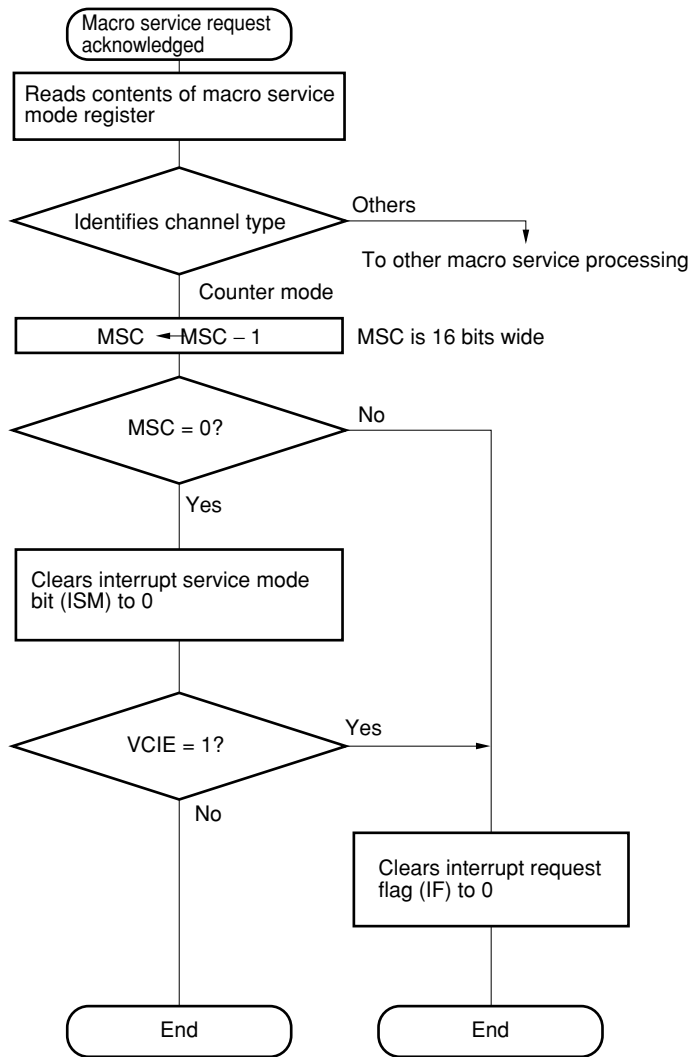 Macro service request
acknowledged
Reads contents of macro service
mode register
Identifies channel type
Others
To other macro service processing
Counter mode
MSC ← MSC – 1
MSC is 16 bits wide
MSC = 0?
No
Yes
Clears interrupt service mode
bit (ISM) to 0
VCIE = 1?
Yes
No
Clears interrupt request
flag (IF) to 0
End
End